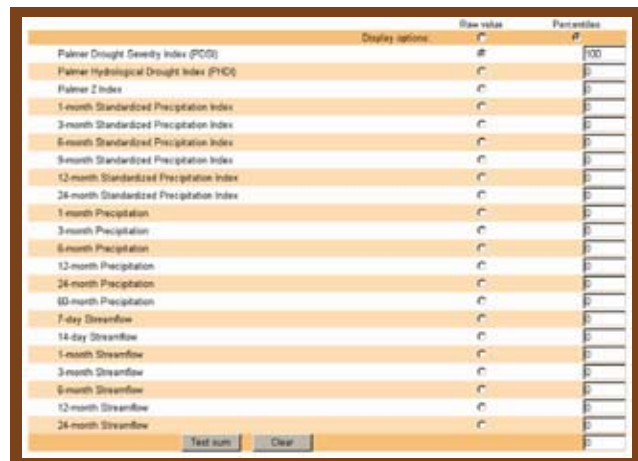 Raw value Percentiles
Display options:
Palmer Drought Severity Index (PDSI) 100
Palmer Hydrological Drought Index (PHDI) 0
Palmer Z Index 0
1-month Standardized Precipitation Index 0
3-month Standardized Precipitation Index 0
6-month Standardized Precipitation Index 0
9-month Standardized Precipitation Index 0
12-month Standardized Precipitation Index 0
24-month Standardized Precipitation Index 0
1-month Precipitation 0
3-month Precipitation 0
6-month Precipitation 0
12-month Precipitation 0
24-month Precipitation 0
60-month Precipitation 0
7-day Streamflow 0
14-day Streamflow 0
1-month Streamflow 0
3-month Streamflow 0
6-month Streamflow 0
12-month Streamflow 0
24-month Streamflow 0
Test sum Clear 0